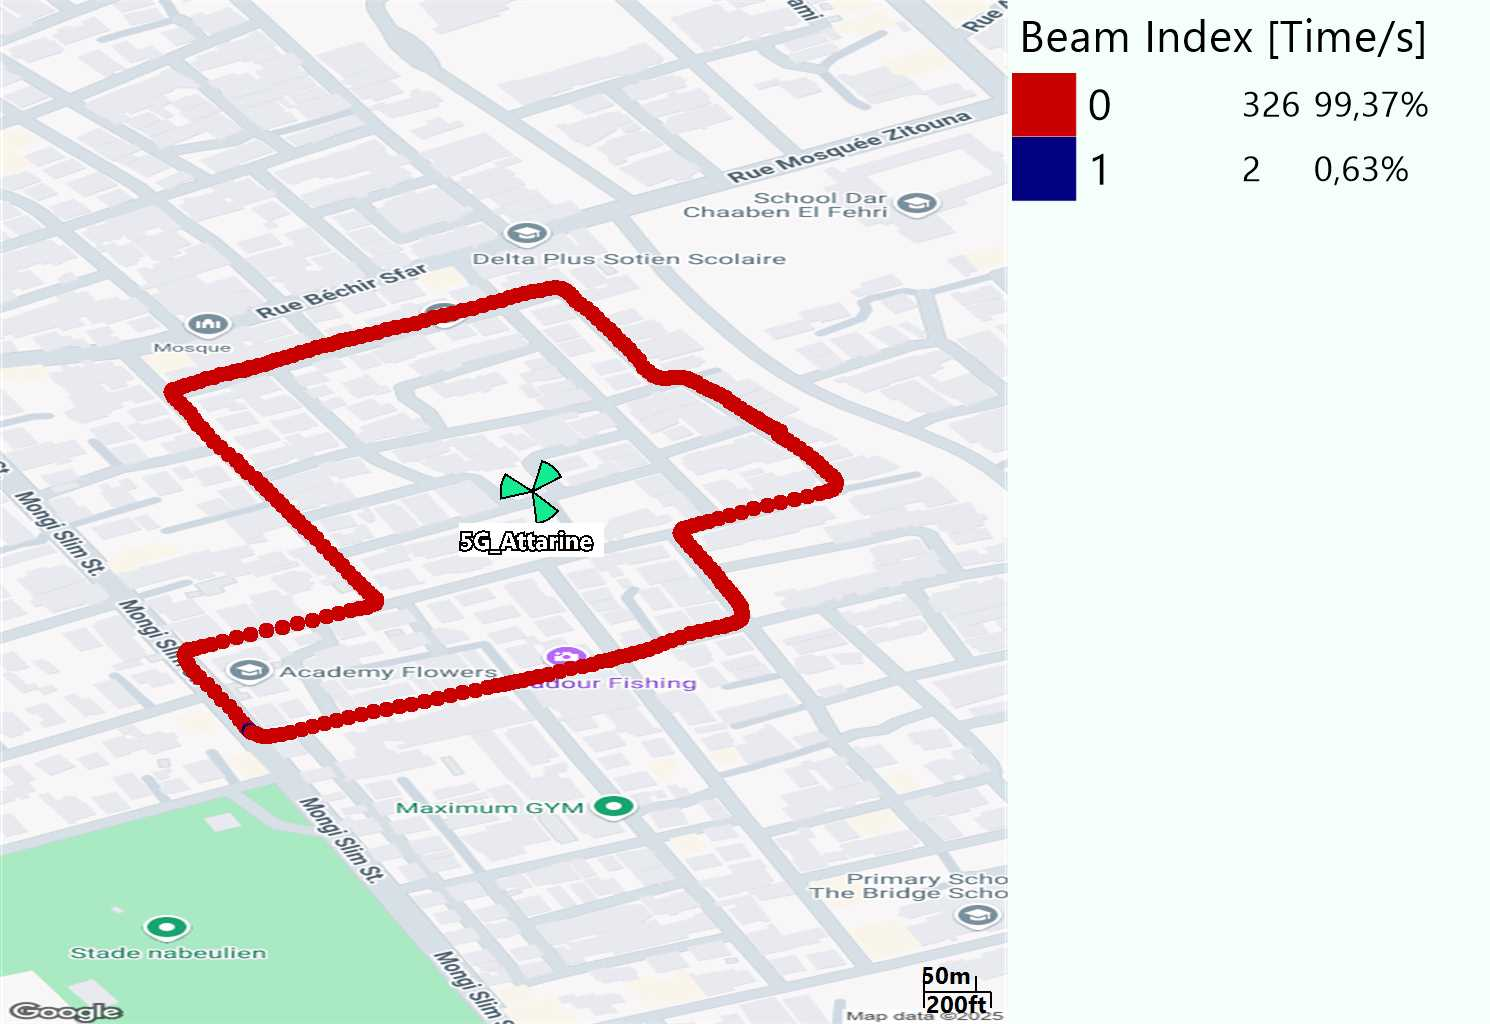 Beam Index [Time/s]
0 326 99,37%
1 2 0,63%
Rue Mosquée Zitouna
School Dar
Chaaben El Fehri
Delta Plus Sotien Scolaire
Rue Béchir Sfar
Mosque
5G_Attarine
Mongi Slim St.
Mongi Slim
Academy Flowers
adour Fishing
Maximum GYM
Mongi Slim St.
Primary Scho
The Bridge Scho
Stade nabeulien
Mongi Slim S
50m
200ft
Google
Map data ©2025